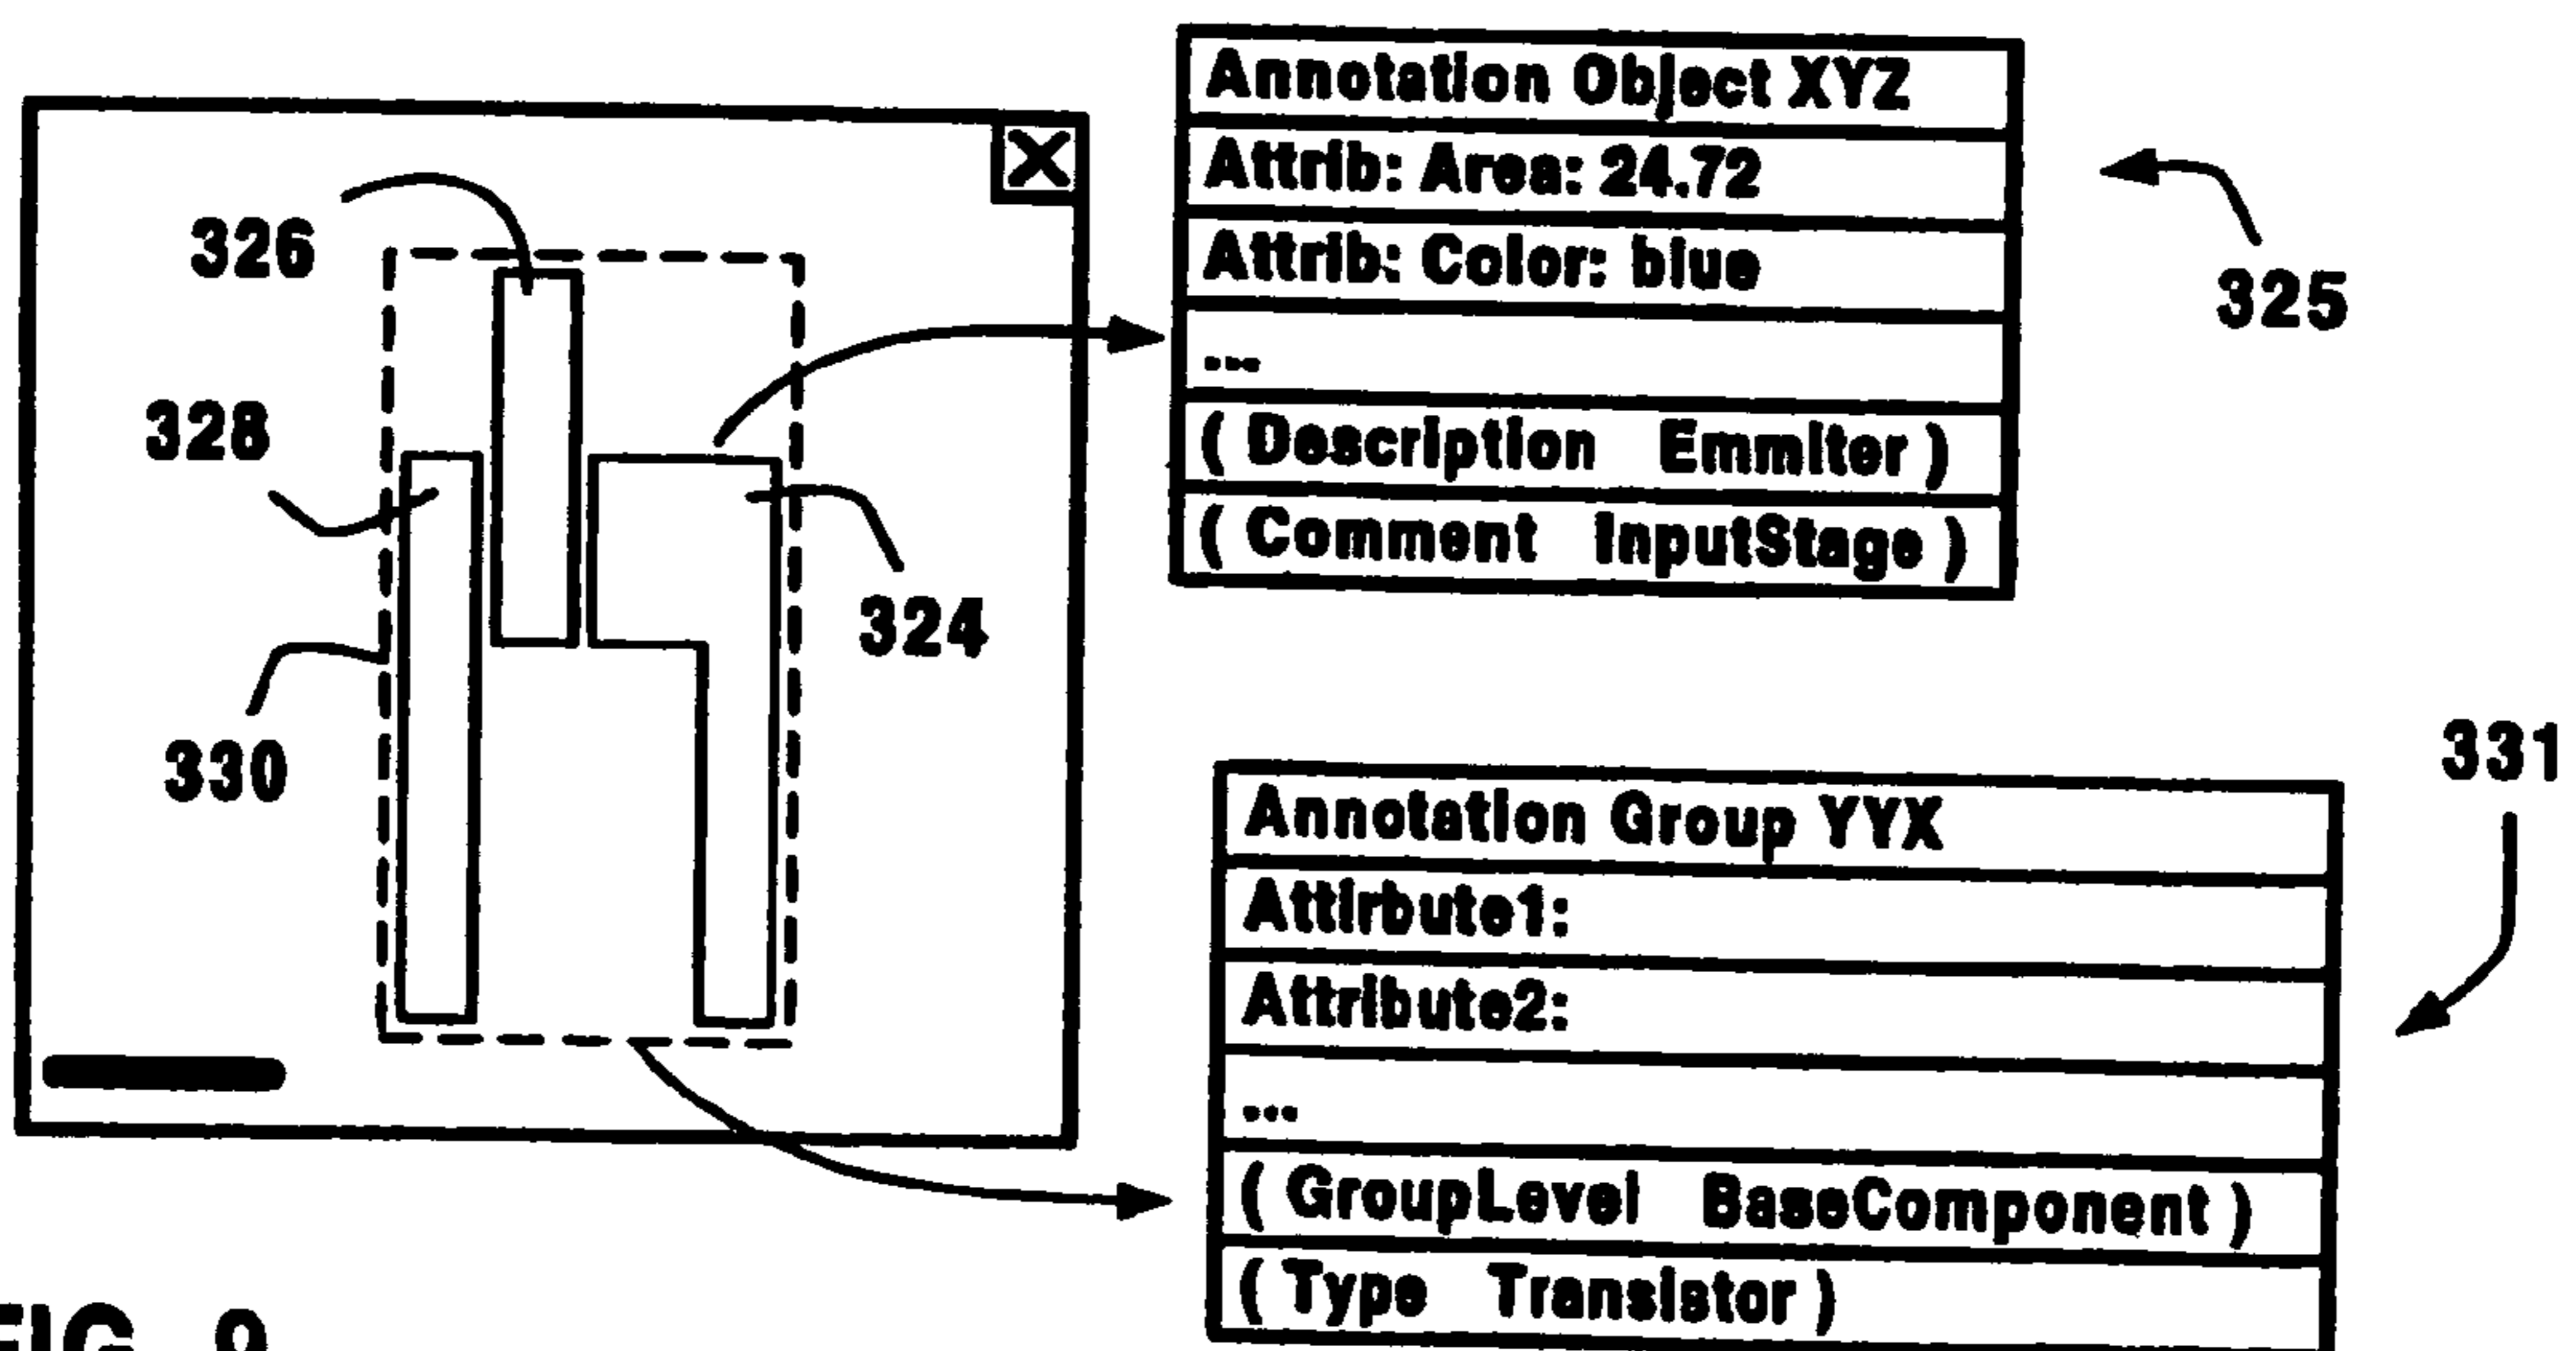 Annotation Object XYZ
Attrib: Area: 24.72
Attrib: Color: blue
...
( Description Emmiter )
( Comment InputStage )
325
326
328
324
330
331
Annotation Group YYX
Attirbute1:
Attribute2:
...
( GroupLevel BaseComponent )
( Type Transistor )
FIG